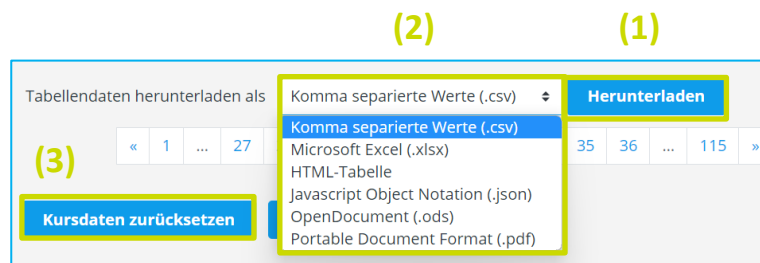 (2) (1)
Tabellendaten herunterladen als Komma separierte Werte (.csv) Herunterladen
Komma separierte Werte (.csv)
« 1 ... 27 35 36 ... 115 »
Microsoft Excel (.xlsx)
(3)
HTML-Tabelle
Javascript Object Notation (.json)
Kursdaten zurücksetzen OpenDocument (.ods)
Portable Document Format (.pdf)